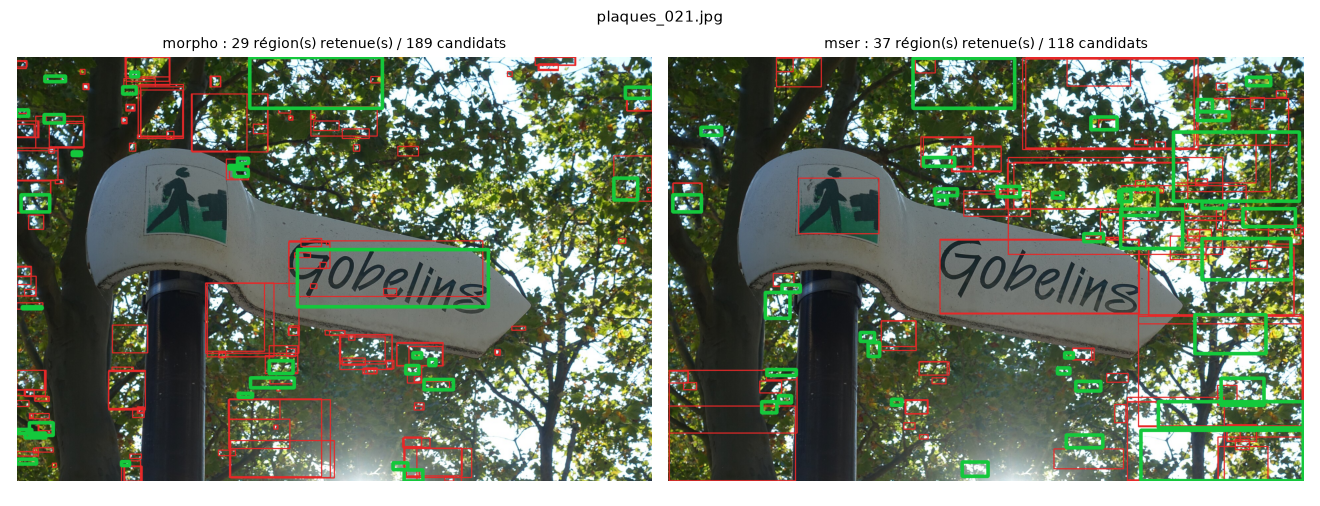 plaques_021.jpg
morpho : 29 région(s) retenue(s) / 189 candidats
mser : 37 région(s) retenue(s) / 118 candidats
Gobelins
Gobelins